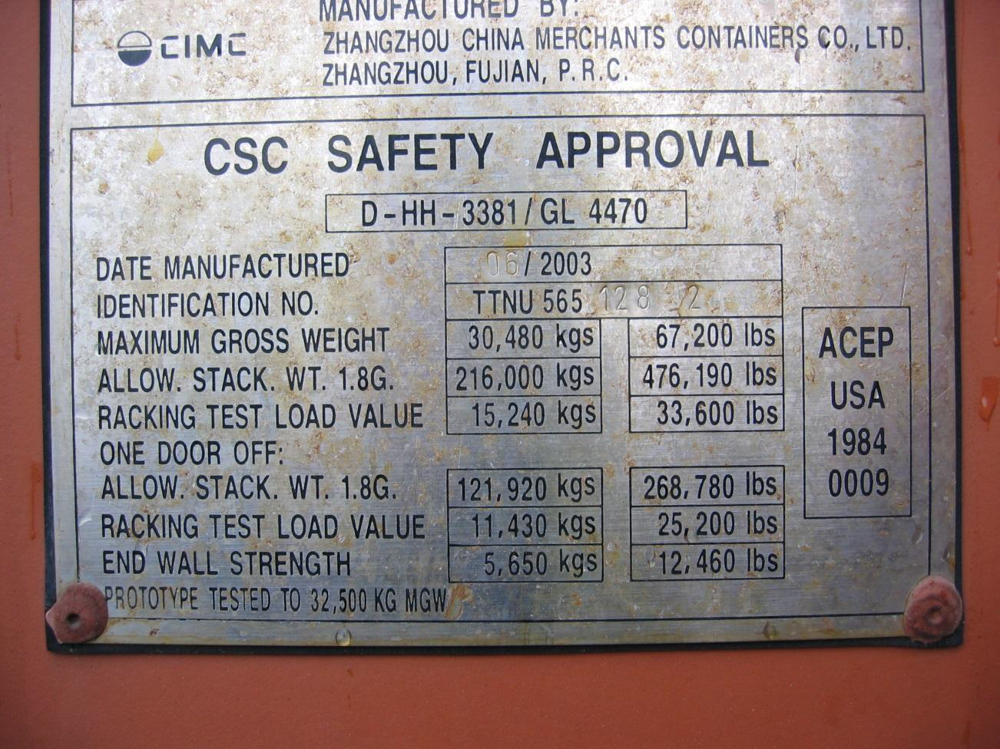 MANUFACTURED BY:
CIMC
ZHANGZHOU CHINA MERCHANTS CONTAINERS CO., LTD.
ZHANGZHOU, FUJIAN, P.R.C.
CSC SAFETY APPROVAL
D-HH-3381/GL 4470
DATE MANUFACTURED 06/2003
IDENTIFICATION NO. TTNU 565 128 2
MAXIMUM GROSS WEIGHT 30,480 kgs 67,200 lbs
ALLOW. STACK. WT. 1.8G. 216,000 kgs 476,190 lbs
RACKING TEST LOAD VALUE 15,240 kgs 33,600 lbs
ONE DOOR OFF:
ALLOW. STACK. WT. 1.8G. 121,920 kgs 268,780 lbs
RACKING TEST LOAD VALUE 11,430 kgs 25,200 lbs
END WALL STRENGTH 5,650 kgs 12,460 lbs
PROTOTYPE TESTED TO 32,500 KG MGW
ACEP
USA
1984
0009